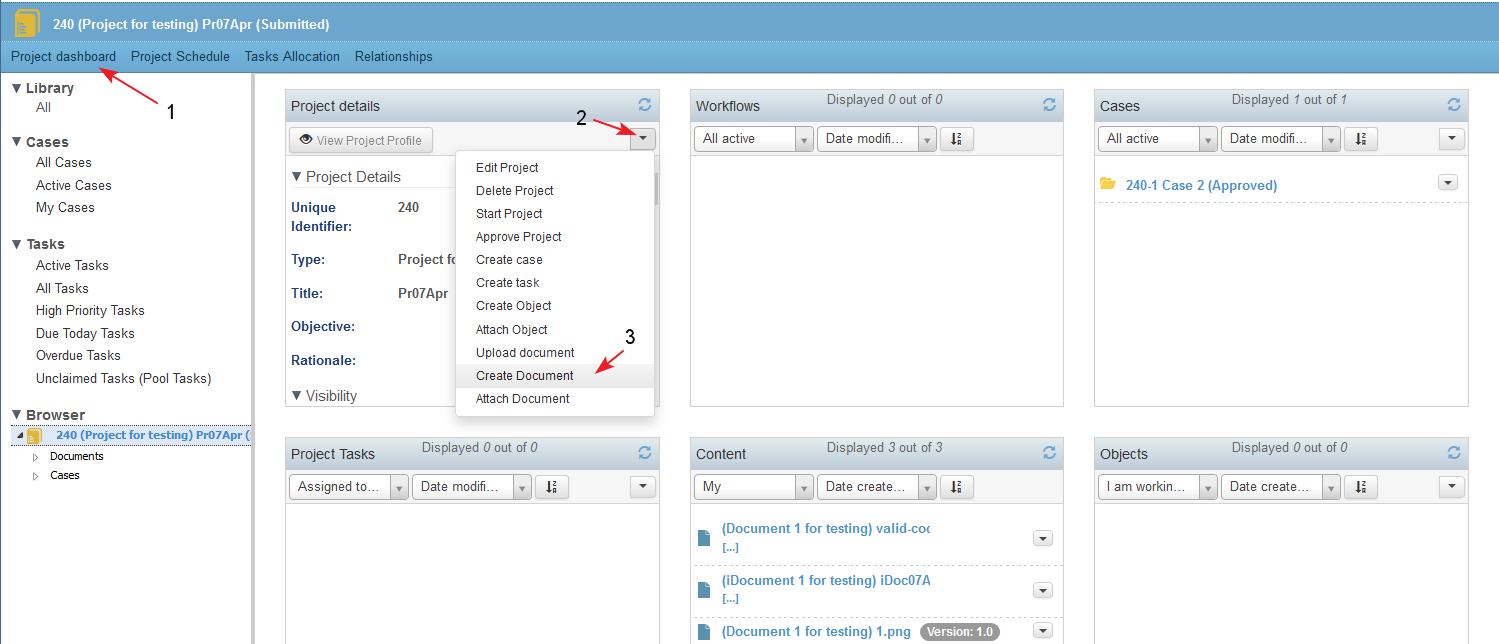 240 (Project for testing) Pr07Apr (Submitted)
Project dashboard Project Schedule Tasks Allocation Relationships
1
Library
All
Cases
All Cases
Active Cases
My Cases
Tasks
Active Tasks
All Tasks
High Priority Tasks
Due Today Tasks
Overdue Tasks
Unclaimed Tasks (Pool Tasks)
Browser
240 (Project for testing) Pr07Apr (
Documents
Cases
Project details
2
View Project Profile
Project Details
Unique Identifier: 240
Type: Project fo
Title: Pr07Apr
Objective:
Rationale:
Visibility
Edit Project
Delete Project
Start Project
Approve Project
Create case
Create task
Create Object
Attach Object
Upload document
3
Create Document
Attach Document
Workflows Displayed 0 out of 0
All active Date modifi...
Cases Displayed 1 out of 1
All active Date modifi...
240-1 Case 2 (Approved)
Project Tasks Displayed 0 out of 0
Assigned to... Date modifi...
Content Displayed 3 out of 3
My Date create...
(Document 1 for testing) valid-coc
[...]
(iDocument 1 for testing) iDoc07A
[...]
(Document 1 for testing) 1.png Version: 1.0
Objects Displayed 0 out of 0
I am workin... Date create...